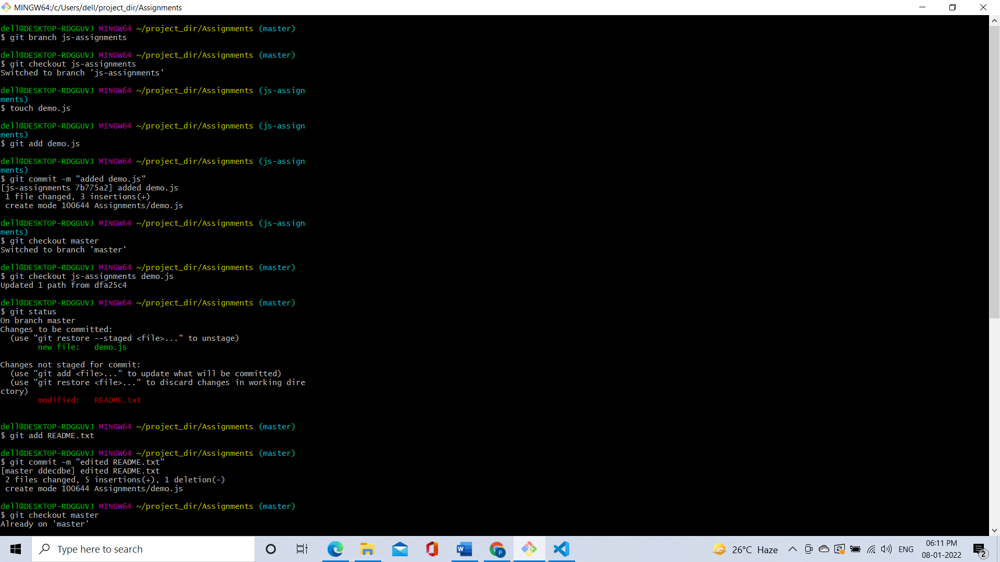 MINGW64:/c/Users/dell/project_dir/Assignments
dell@DESKTOP-RDGGUVJ MINGW64 ~/project_dir/Assignments (master)
$ git branch js-assignments
dell@DESKTOP-RDGGUVJ MINGW64 ~/project_dir/Assignments (master)
$ git checkout js-assignments
Switched to branch 'js-assignments'
dell@DESKTOP-RDGGUVJ MINGW64 ~/project_dir/Assignments (js-assign
ments)
$ touch demo.js
dell@DESKTOP-RDGGUVJ MINGW64 ~/project_dir/Assignments (js-assign
ments)
$ git add demo.js
dell@DESKTOP-RDGGUVJ MINGW64 ~/project_dir/Assignments (js-assign
ments)
$ git commit -m "added demo.js"
[js-assignments 7b775a2] added demo.js
1 file changed, 3 insertions(+)
create mode 100644 Assignments/demo.js
dell@DESKTOP-RDGGUVJ MINGW64 ~/project_dir/Assignments (js-assign
ments)
$ git checkout master
Switched to branch 'master'
dell@DESKTOP-RDGGUVJ MINGW64 ~/project_dir/Assignments (master)
$ git checkout js-assignments demo.js
Updated 1 path from dfa25c4
dell@DESKTOP-RDGGUVJ MINGW64 ~/project_dir/Assignments (master)
$ git status
On branch master
Changes to be committed:
(use "git restore --staged <file>..." to unstage)
new file:   demo.js
Changes not staged for commit:
(use "git add <file>..." to update what will be committed)
(use "git restore <file>..." to discard changes in working dire
ctory)
modified:   README.txt
dell@DESKTOP-RDGGUVJ MINGW64 ~/project_dir/Assignments (master)
$ git add README.txt
dell@DESKTOP-RDGGUVJ MINGW64 ~/project_dir/Assignments (master)
$ git commit -m "edited README.txt"
[master ddecdbe] edited README.txt
2 files changed, 5 insertions(+), 1 deletion(-)
create mode 100644 Assignments/demo.js
dell@DESKTOP-RDGGUVJ MINGW64 ~/project_dir/Assignments (master)
$ git checkout master
Already on 'master'
Type here to search
W
P
26°C Haze
ENG
06:11 PM
08-01-2022
2